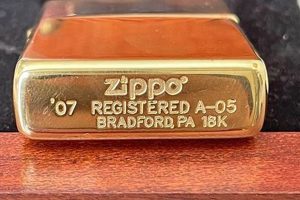 zippo
'07 REGISTERED A-05
BRADFORD, PA 18K